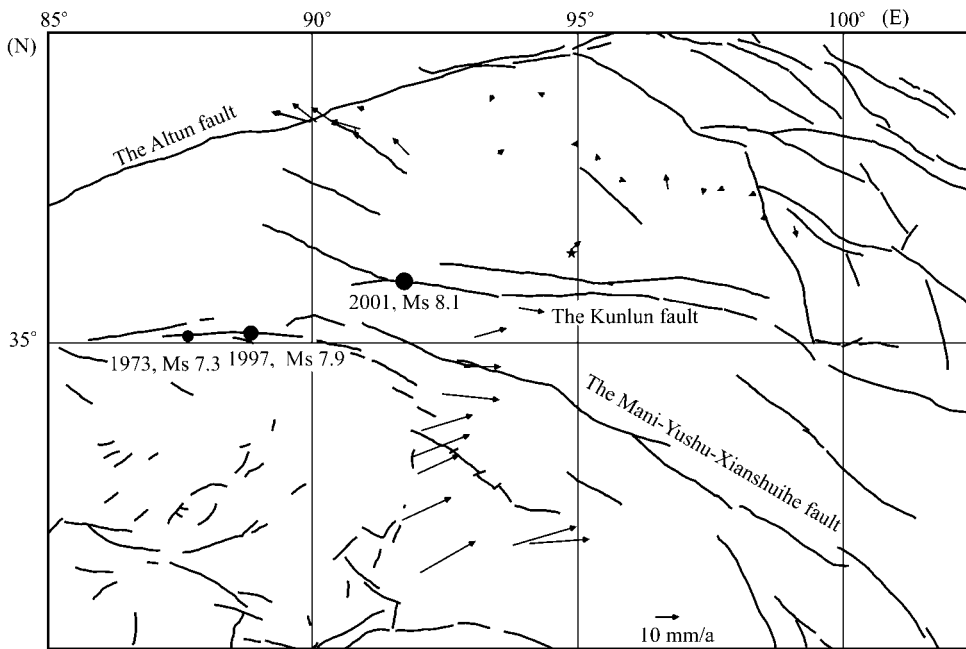 85° 90° 95° 100° (E)
(N)
The Altun fault
2001, Ms 8.1
The Kunlun fault
35°
1973, Ms 7.3 1997, Ms 7.9
The Mani-Yushu-Xianshuihe fault
10 mm/a